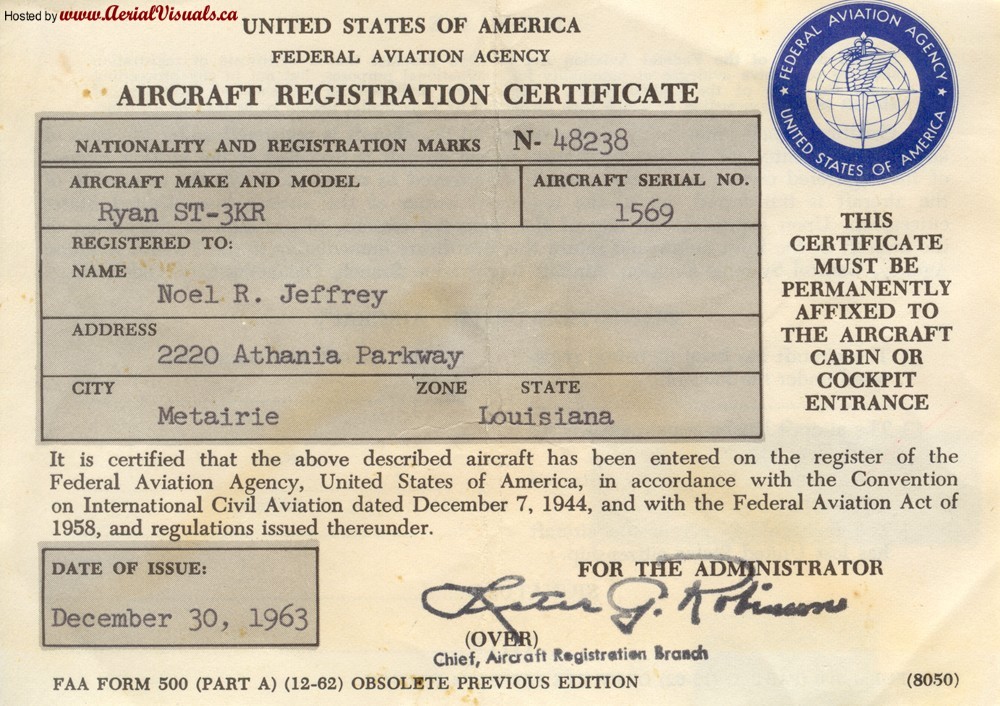 Hosted by www.AerialVisuals.ca
UNITED STATES OF AMERICA
FEDERAL AVIATION AGENCY
AIRCRAFT REGISTRATION CERTIFICATE
FEDERAL AVIATION AGENCY
UNITED STATES OF AMERICA
NATIONALITY AND REGISTRATION MARKS N- 48238
AIRCRAFT MAKE AND MODEL
AIRCRAFT SERIAL NO.
Ryan ST-3KR
1569
REGISTERED TO:
NAME
Noel R. Jeffrey
ADDRESS
2220 Athania Parkway
CITY ZONE STATE
Metairie Louisiana
THIS
CERTIFICATE
MUST BE
PERMANENTLY
AFFIXED TO
THE AIRCRAFT
CABIN OR
COCKPIT
ENTRANCE
It is certified that the above described aircraft has been entered on the register of the
Federal Aviation Agency, United States of America, in accordance with the Convention
on International Civil Aviation dated December 7, 1944, and with the Federal Aviation Act of
1958, and regulations issued thereunder.
DATE OF ISSUE:
December 30, 1963
FOR THE ADMINISTRATOR
Lester G. Robinson
(OVER)
Chief, Aircraft Registration Branch
FAA FORM 500 (PART A) (12-62) OBSOLETE PREVIOUS EDITION (8050)